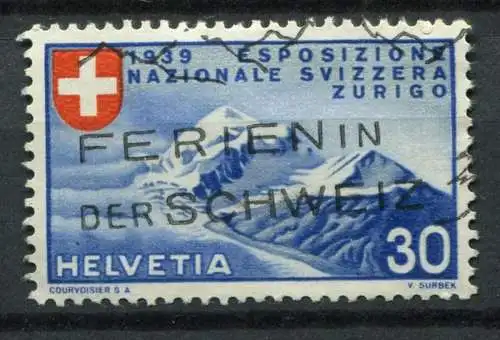 1939 ESPOSIZIONE
NAZIONALE SVIZZERA
ZURIGO
FERIEN IN
DER SCHWEIZ
HELVETIA 30
COURVOISIER S A V. SURBEK